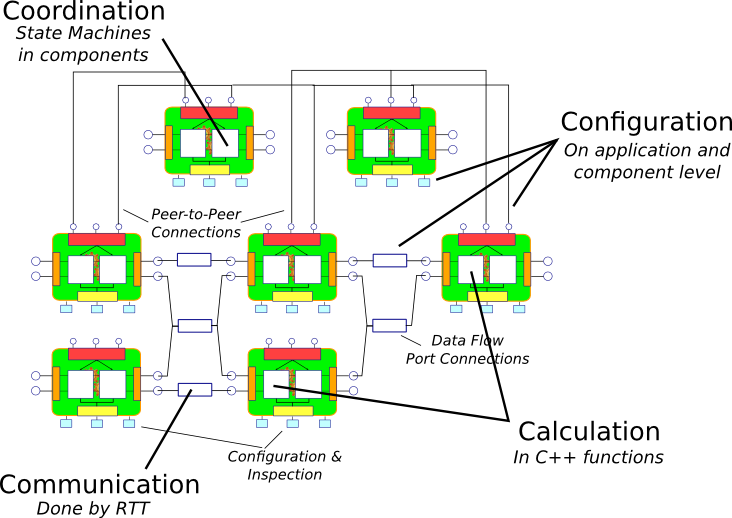 Coordination
State Machines
in components
Configuration
On application and
component level
Peer-to-Peer
Connections
Data Flow
Port Connections
Calculation
In C++ functions
Configuration &
Inspection
Communication
Done by RTT